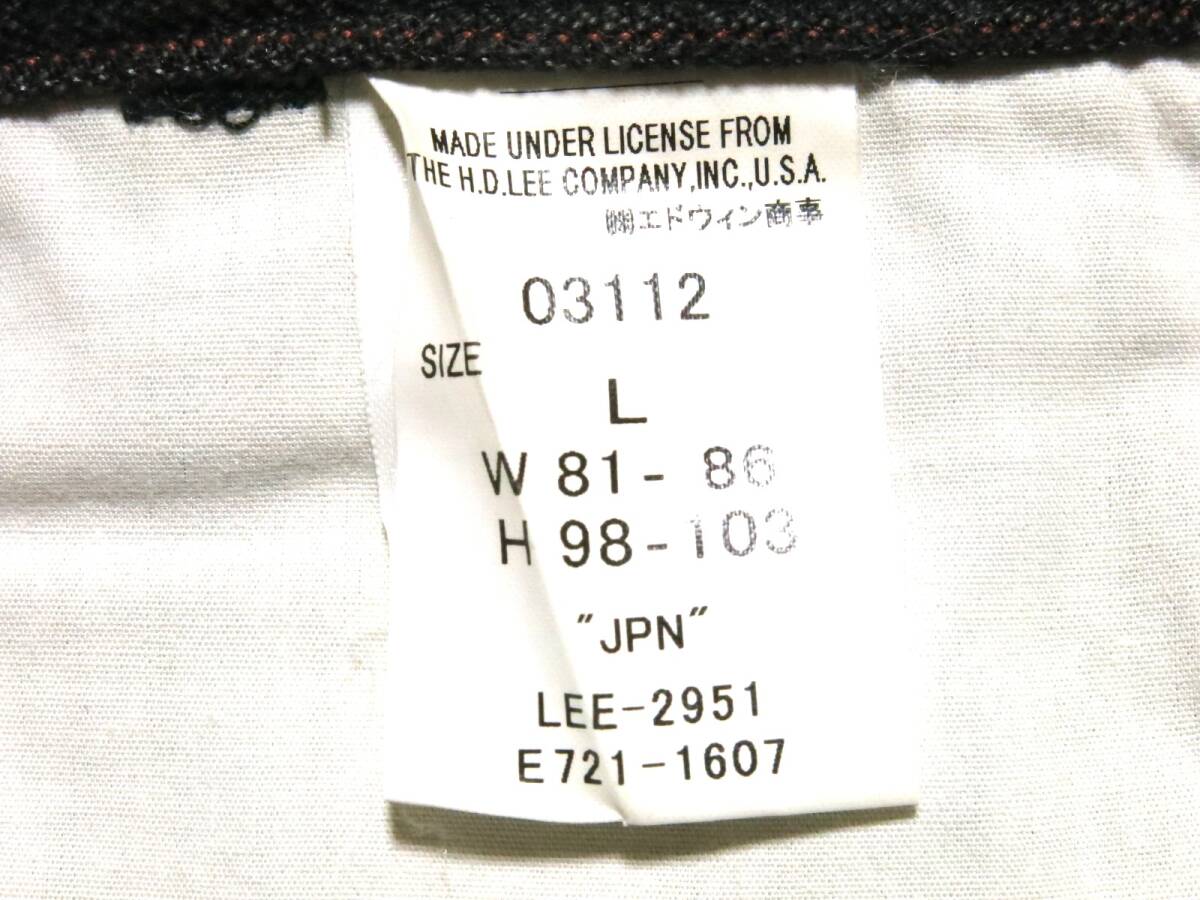 MADE UNDER LICENSE FROM
THE H.D.LEE COMPANY,INC.,U.S.A.
㈱エドウィン商事
03112
SIZE
L
W 81- 86
H 98-103
"JPN"
LEE-2951
E721-1607